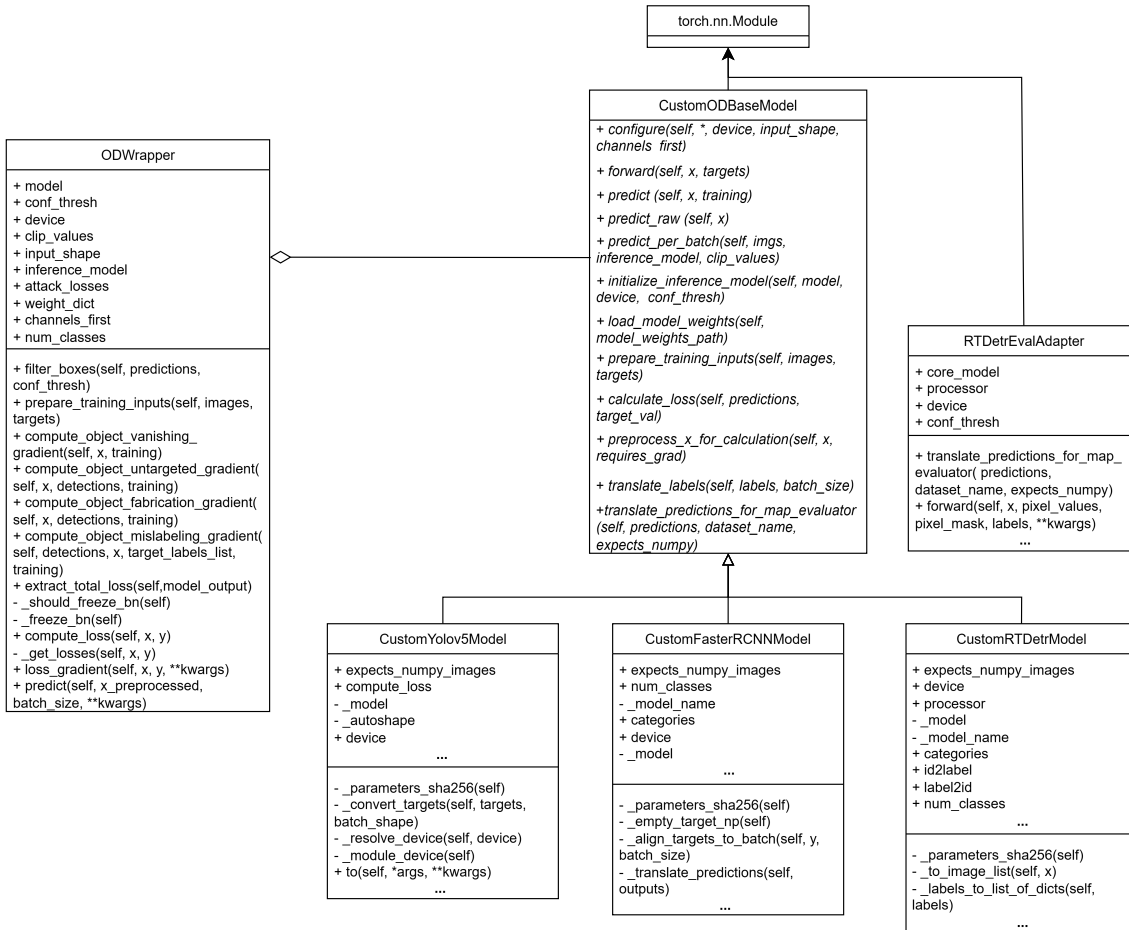 torch.nn.Module
CustomODBaseModel
+ configure(self, *, device, input_shape,
channels  first)
+ forward(self, x, targets)
+ predict (self, x, training)
+ predict_raw (self, x)
+ predict_per_batch(self, imgs,
inference_model, clip_values)
+ initialize_inference_model(self, model,
device,  conf_thresh)
+ load_model_weights(self,
model_weights_path)
+ prepare_training_inputs(self, images,
targets)
+ calculate_loss(self, predictions,
target_val)
+ preprocess_x_for_calculation(self, x,
requires_grad)
+ translate_labels(self, labels, batch_size)
+translate_predictions_for_map_evaluator
(self, predictions, dataset_name,
expects_numpy)
ODWrapper
+ model
+ conf_thresh
+ device
+ clip_values
+ input_shape
+ inference_model
+ attack_losses
+ weight_dict
+ channels_first
+ num_classes
+ filter_boxes(self, predictions,
conf_thresh)
+ prepare_training_inputs(self, images,
targets)
+ compute_object_vanishing_
gradient(self, x, training)
+ compute_object_untargeted_gradient(
self, x, detections, training)
+ compute_object_fabrication_gradient(
self, x, detections, training)
+ compute_object_mislabeling_gradient(
self, detections, x, target_labels_list,
training)
+ extract_total_loss(self,model_output)
- _should_freeze_bn(self)
- _freeze_bn(self)
+ compute_loss(self, x, y)
- _get_losses(self, x, y)
+ loss_gradient(self, x, y, **kwargs)
+ predict(self, x_preprocessed,
batch_size, **kwargs)
RTDetrEvalAdapter
+ core_model
+ processor
+ device
+ conf_thresh
+ translate_predictions_for_map_
evaluator( predictions,
dataset_name, expects_numpy)
+ forward(self, x, pixel_values,
pixel_mask, labels, **kwargs)
...
CustomYolov5Model
+ expects_numpy_images
+ compute_loss
- _model
- _autoshape
+ device
...
- _parameters_sha256(self)
- _convert_targets(self, targets,
batch_shape)
- _resolve_device(self, device)
- _module_device(self)
+ to(self, *args, **kwargs)
...
CustomFasterRCNNModel
+ expects_numpy_images
+ num_classes
- _model_name
+ categories
+ device
- _model
...
- _parameters_sha256(self)
- _empty_target_np(self)
- _align_targets_to_batch(self, y,
batch_size)
- _translate_predictions(self,
outputs)
...
CustomRTDetrModel
+ expects_numpy_images
+ device
+ processor
- _model
- _model_name
+ categories
+ id2label
+ label2id
+ num_classes
...
- _parameters_sha256(self)
- _to_image_list(self, x)
- _labels_to_list_of_dicts(self,
labels)
...